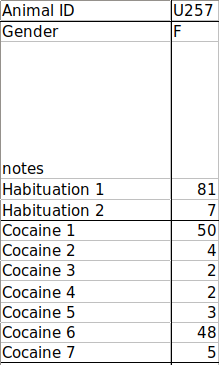 Animal ID U257
Gender F
notes
Habituation 1 81
Habituation 2 7
Cocaine 1 50
Cocaine 2 4
Cocaine 3 2
Cocaine 4 2
Cocaine 5 3
Cocaine 6 48
Cocaine 7 5